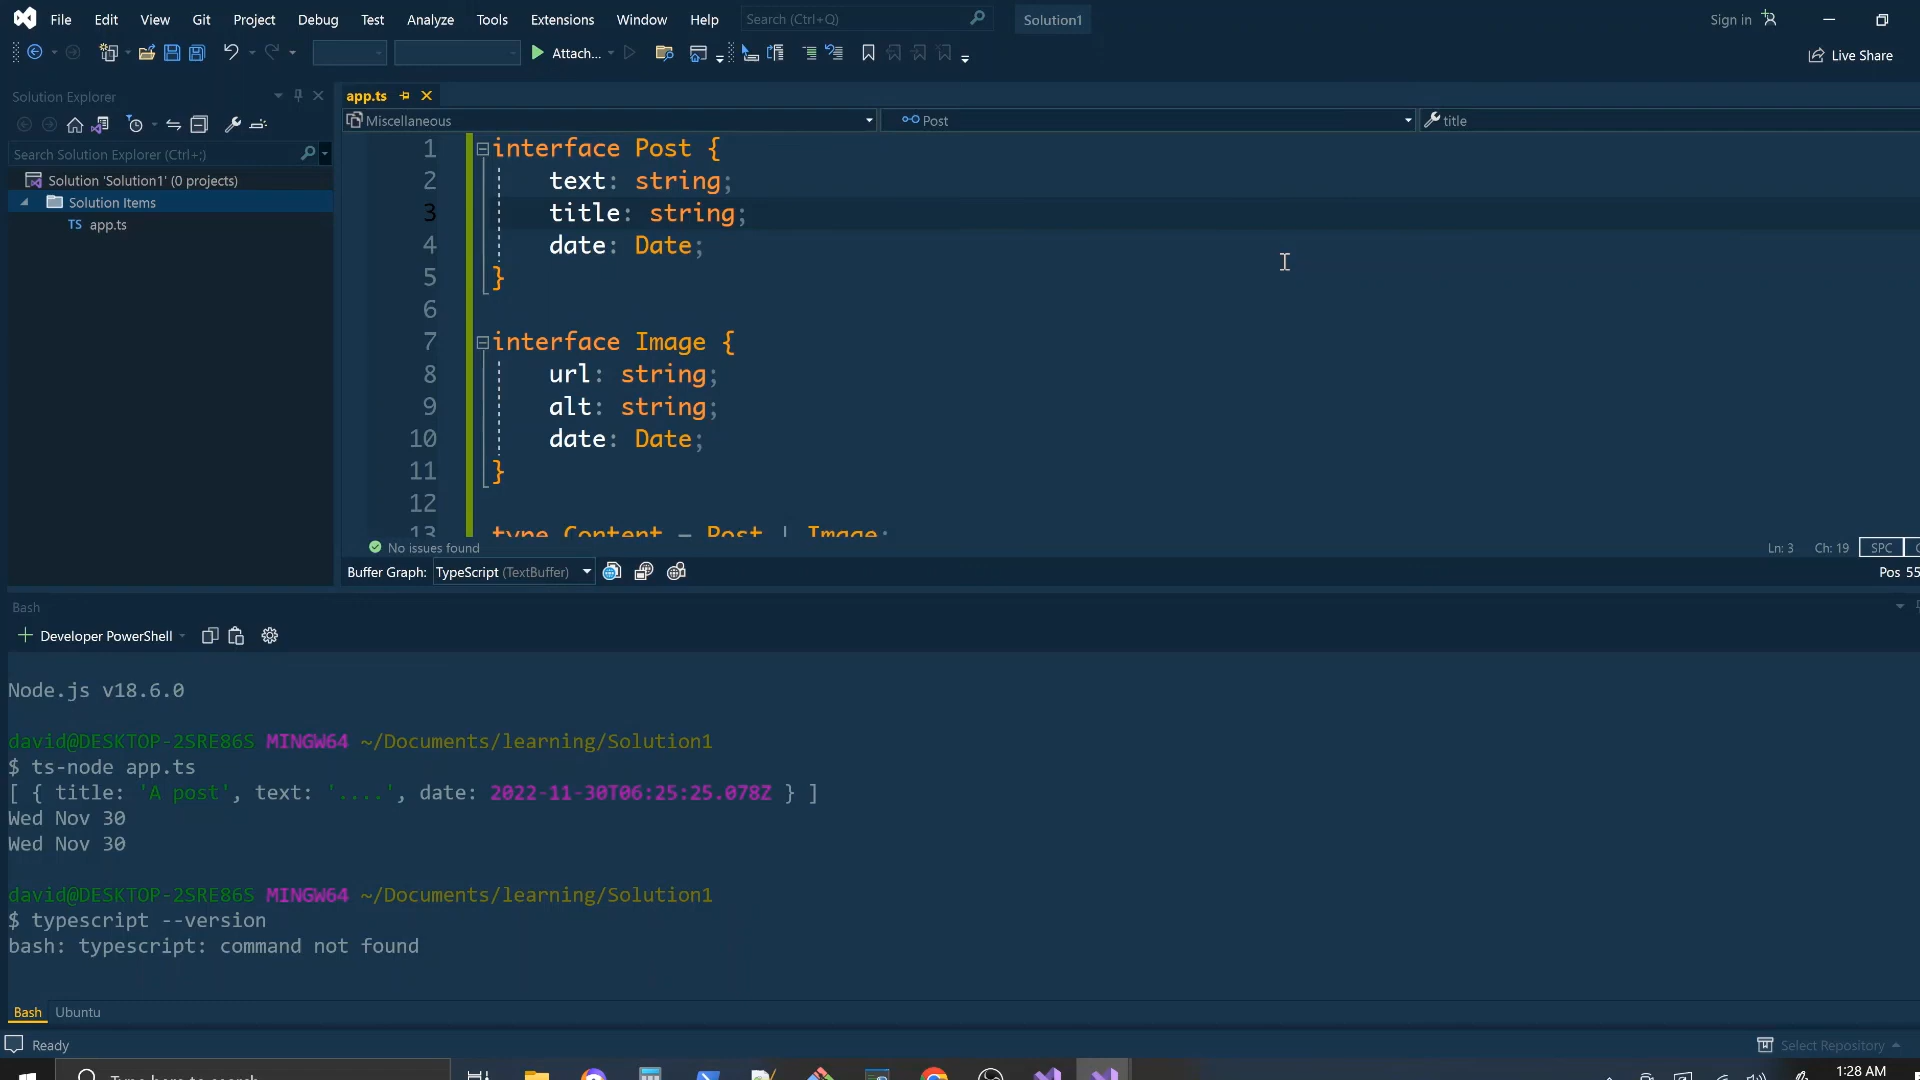 File Edit View Git Project Debug Test Analyze Tools Extensions Window Help Search (Ctrl+Q) Solution1 Sign in
Attach... Live Share
Solution Explorer
app.ts
Miscellaneous Post title
Search Solution Explorer (Ctrl+;)
Solution 'Solution1' (0 projects)
Solution Items
TS app.ts
1 interface Post {
2 text: string;
3 title: string;
4 date: Date;
5 }
6
7 interface Image {
8 url: string;
9 alt: string;
10 date: Date;
11 }
12
13 type Content = Post | Image;
No issues found Ln: 3 Ch: 19 SPC
Buffer Graph: TypeScript (TextBuffer) Pos 55
Bash
Developer PowerShell
Node.js v18.6.0
david@DESKTOP-2SRE86S MINGW64 ~/Documents/learning/Solution1
$ ts-node app.ts
[ { title: 'A post', text: '....', date: 2022-11-30T06:25:25.078Z } ]
Wed Nov 30
Wed Nov 30
david@DESKTOP-2SRE86S MINGW64 ~/Documents/learning/Solution1
$ typescript --version
bash: typescript: command not found
Bash Ubuntu
Ready Select Repository
Type here to search 1:28 AM